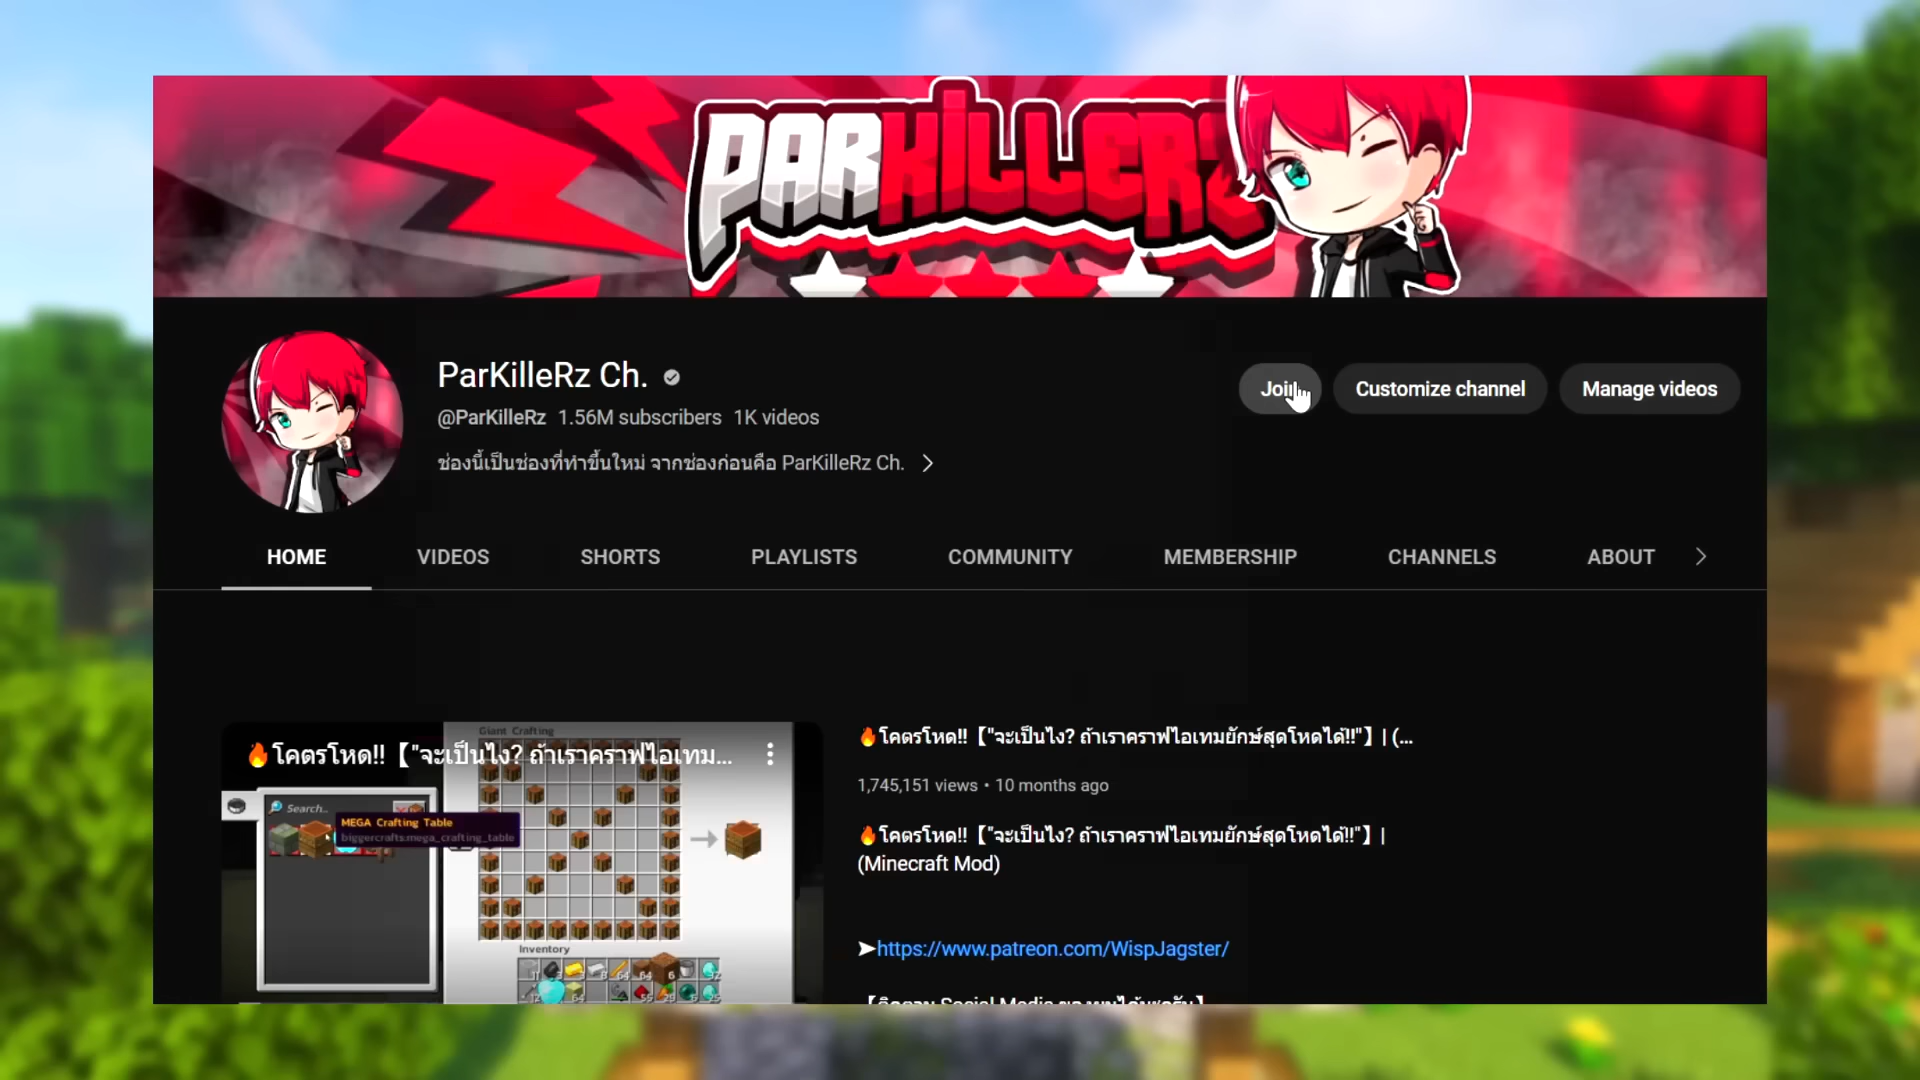 PARKILLERZ
ParKilleRz Ch.
@ParKilleRz 1.56M subscribers 1K videos
ช่องนี้เป็นช่องที่ทำขึ้นใหม่ จากช่องก่อนคือ ParKilleRz Ch.
Join
Customize channel
Manage videos
HOME
VIDEOS
SHORTS
PLAYLISTS
COMMUNITY
MEMBERSHIP
CHANNELS
ABOUT
Giant Crafting
🔥โคตรโหด!!【"จะเป็นไง? ถ้าเราคราฟไอเทม...
Search...
MEGA Crafting Table
biggercrafts:mega_crafting_table
Inventory
🔥โคตรโหด!!【"จะเป็นไง? ถ้าเราคราฟไอเทมยักษ์สุดโหดได้!!"】| (...
1,745,151 views • 10 months ago
🔥โคตรโหด!!【"จะเป็นไง? ถ้าเราคราฟไอเทมยักษ์สุดโหดได้!!"】|
(Minecraft Mod)
➤https://www.patreon.com/WispJagster/